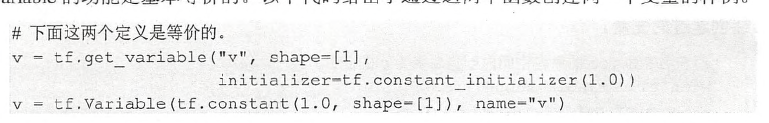 # 下面这两个定义是等价的。
v = tf.get_variable("v", shape=[1],
initializer=tf.constant_initializer(1.0))
v = tf.Variable(tf.constant(1.0, shape=[1]), name="v")